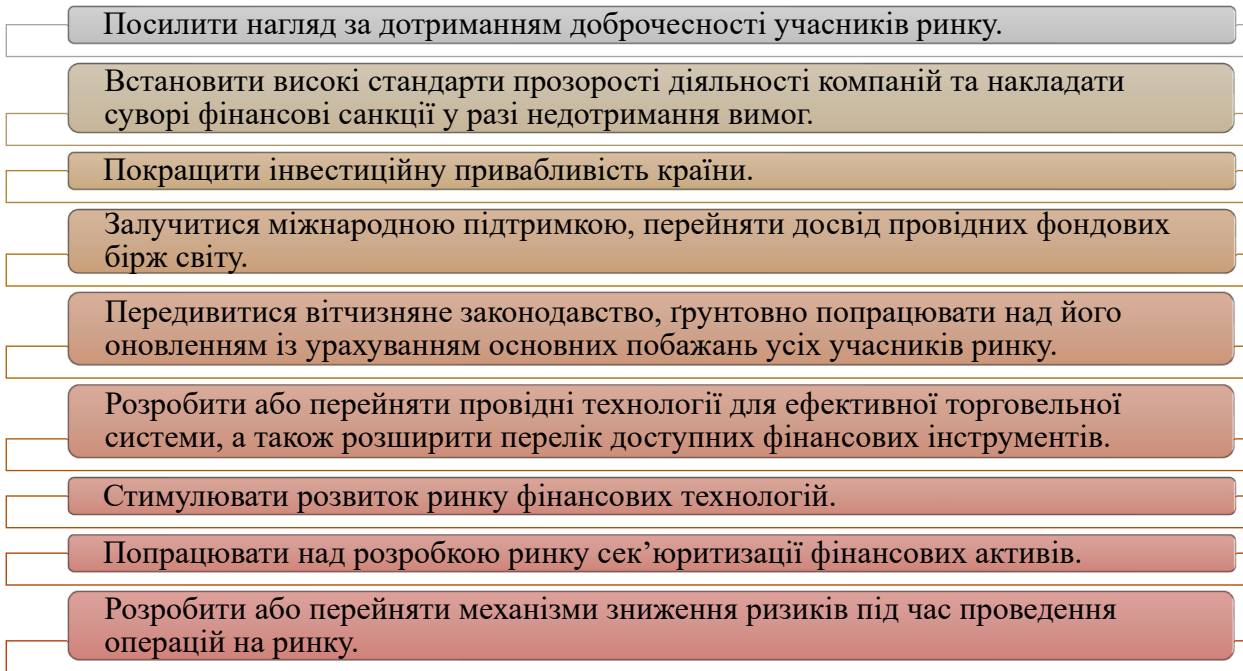 Посилити нагляд за дотриманням доброчесності учасників ринку.
Встановити високі стандарти прозорості діяльності компаній та накладати
суворі фінансові санкції у разі недотримання вимог.
Покращити інвестиційну привабливість країни.
Залучитися міжнародною підтримкою, перейняти досвід провідних фондових
бірж світу.
Передивитися вітчизняне законодавство, ґрунтовно попрацювати над його
оновленням із урахуванням основних побажань усіх учасників ринку.
Розробити або перейняти провідні технології для ефективної торговельної
системи, а також розширити перелік доступних фінансових інструментів.
Стимулювати розвиток ринку фінансових технологій.
Попрацювати над розробкою ринку сек’юритизації фінансових активів.
Розробити або перейняти механізми зниження ризиків під час проведення
операцій на ринку.